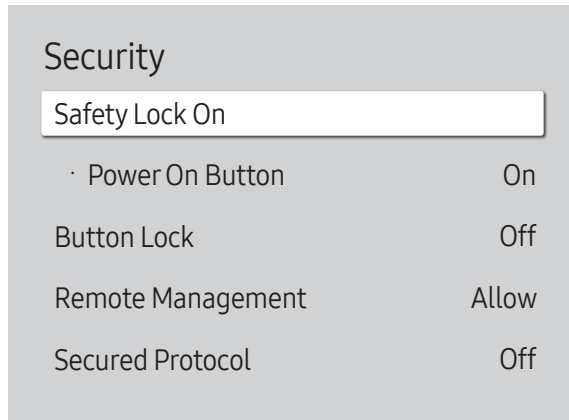 Security
Safety Lock On
· Power On Button On
Button Lock Off
Remote Management Allow
Secured Protocol Off